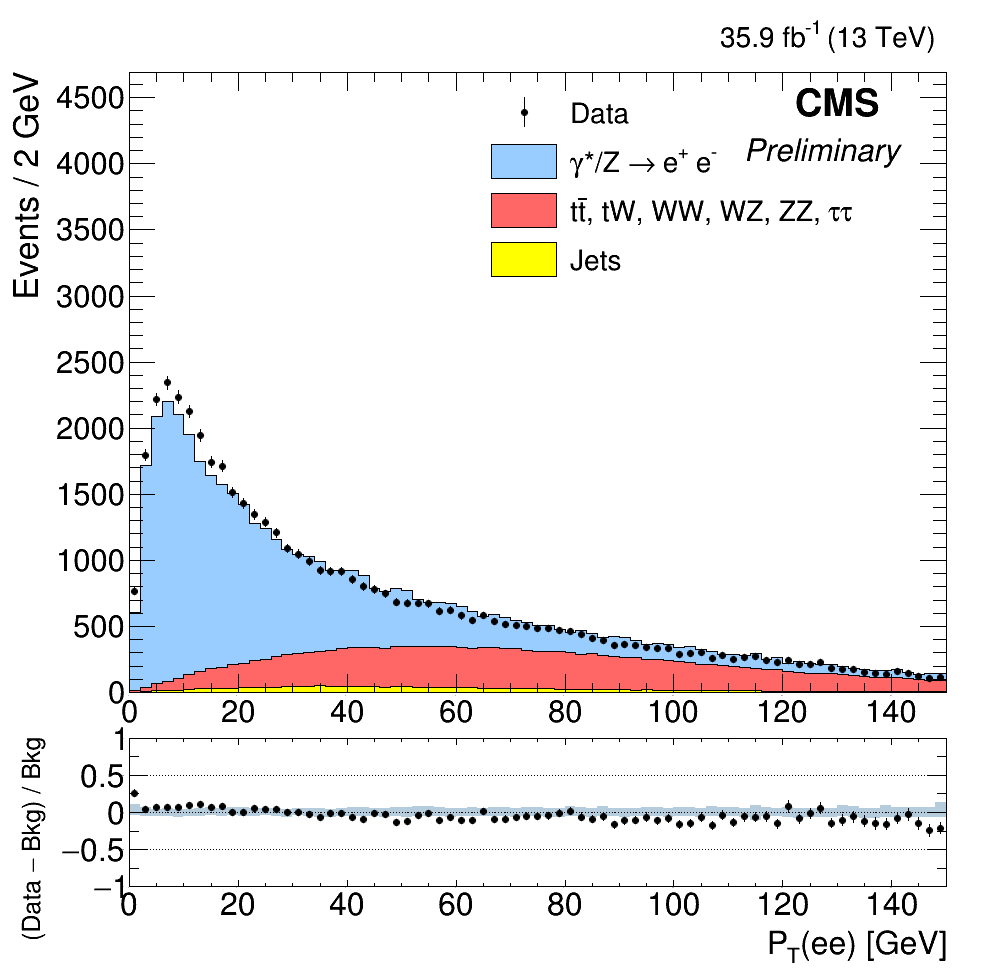 35.9 fb⁻¹ (13 TeV)
Events / 2 GeV
4500
4000
3500
3000
2500
2000
1500
1000
500
0
CMS
Preliminary
Data
γ*/Z → e⁺ e⁻
tt̄, tW, WW, WZ, ZZ, ττ
Jets
0 20 40 60 80 100 120 140
(Data − Bkg) / Bkg
1
0.5
0
−0.5
−1
0 20 40 60 80 100 120 140
P_T(ee) [GeV]